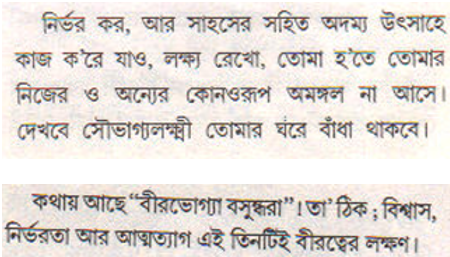 নির্ভর কর, আর সাহসের সহিত অদম্য উৎসাহে
কাজ ক'রে যাও, লক্ষ্য রেখো, তোমা হ'তে তোমার
নিজের ও অন্যের কোনওরূপ অমঙ্গল না আসে।
দেখবে সৌভাগ্যলক্ষ্মী তোমার ঘরে বাঁধা থাকবে।
কথায় আছে “বীরভোগ্যা বসুন্ধরা”। তা' ঠিক ; বিশ্বাস,
নির্ভরতা আর আত্মত্যাগ এই তিনটিই বীরত্বের লক্ষণ।